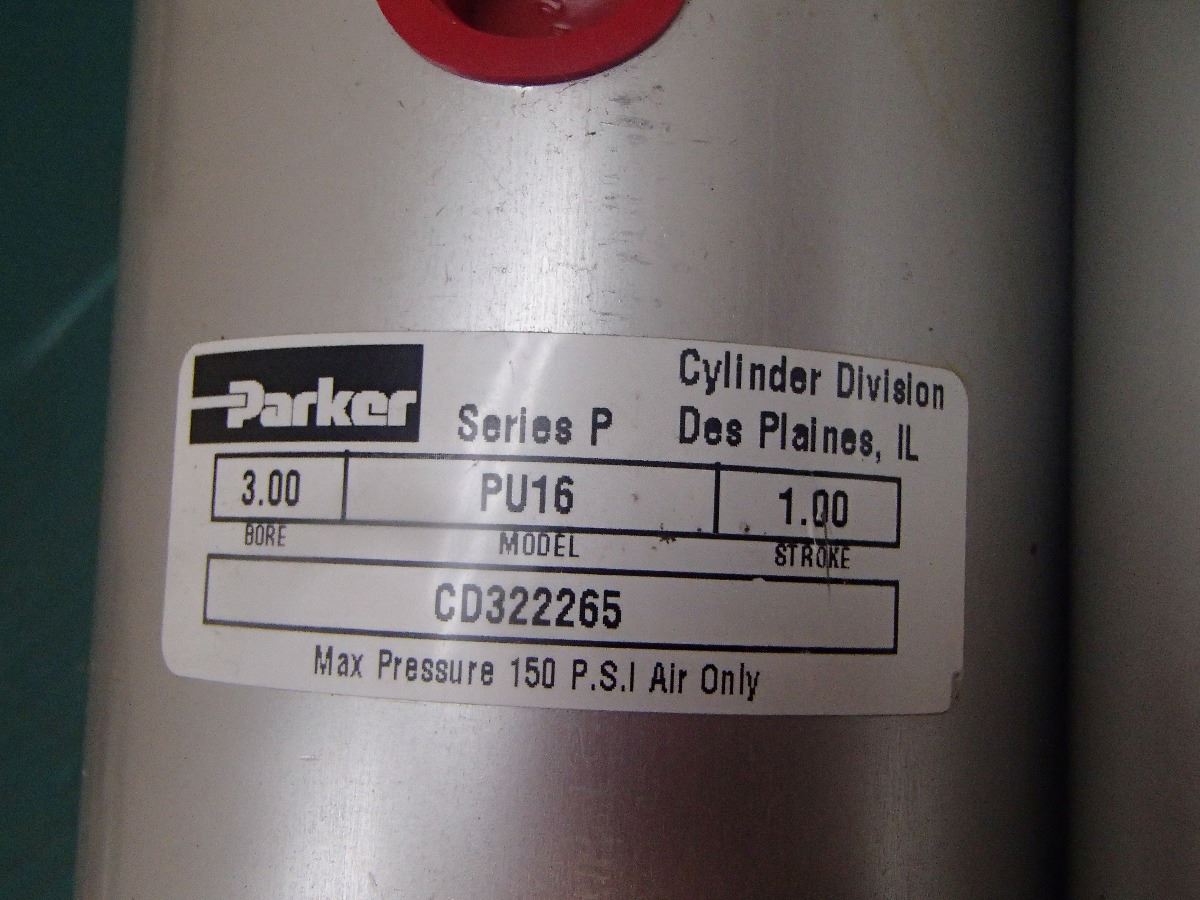 Parker Series P Cylinder Division
Des Plaines, IL
3.00 PU16 1.00
BORE MODEL STROKE
CD322265
Max Pressure 150 P.S.I Air Only